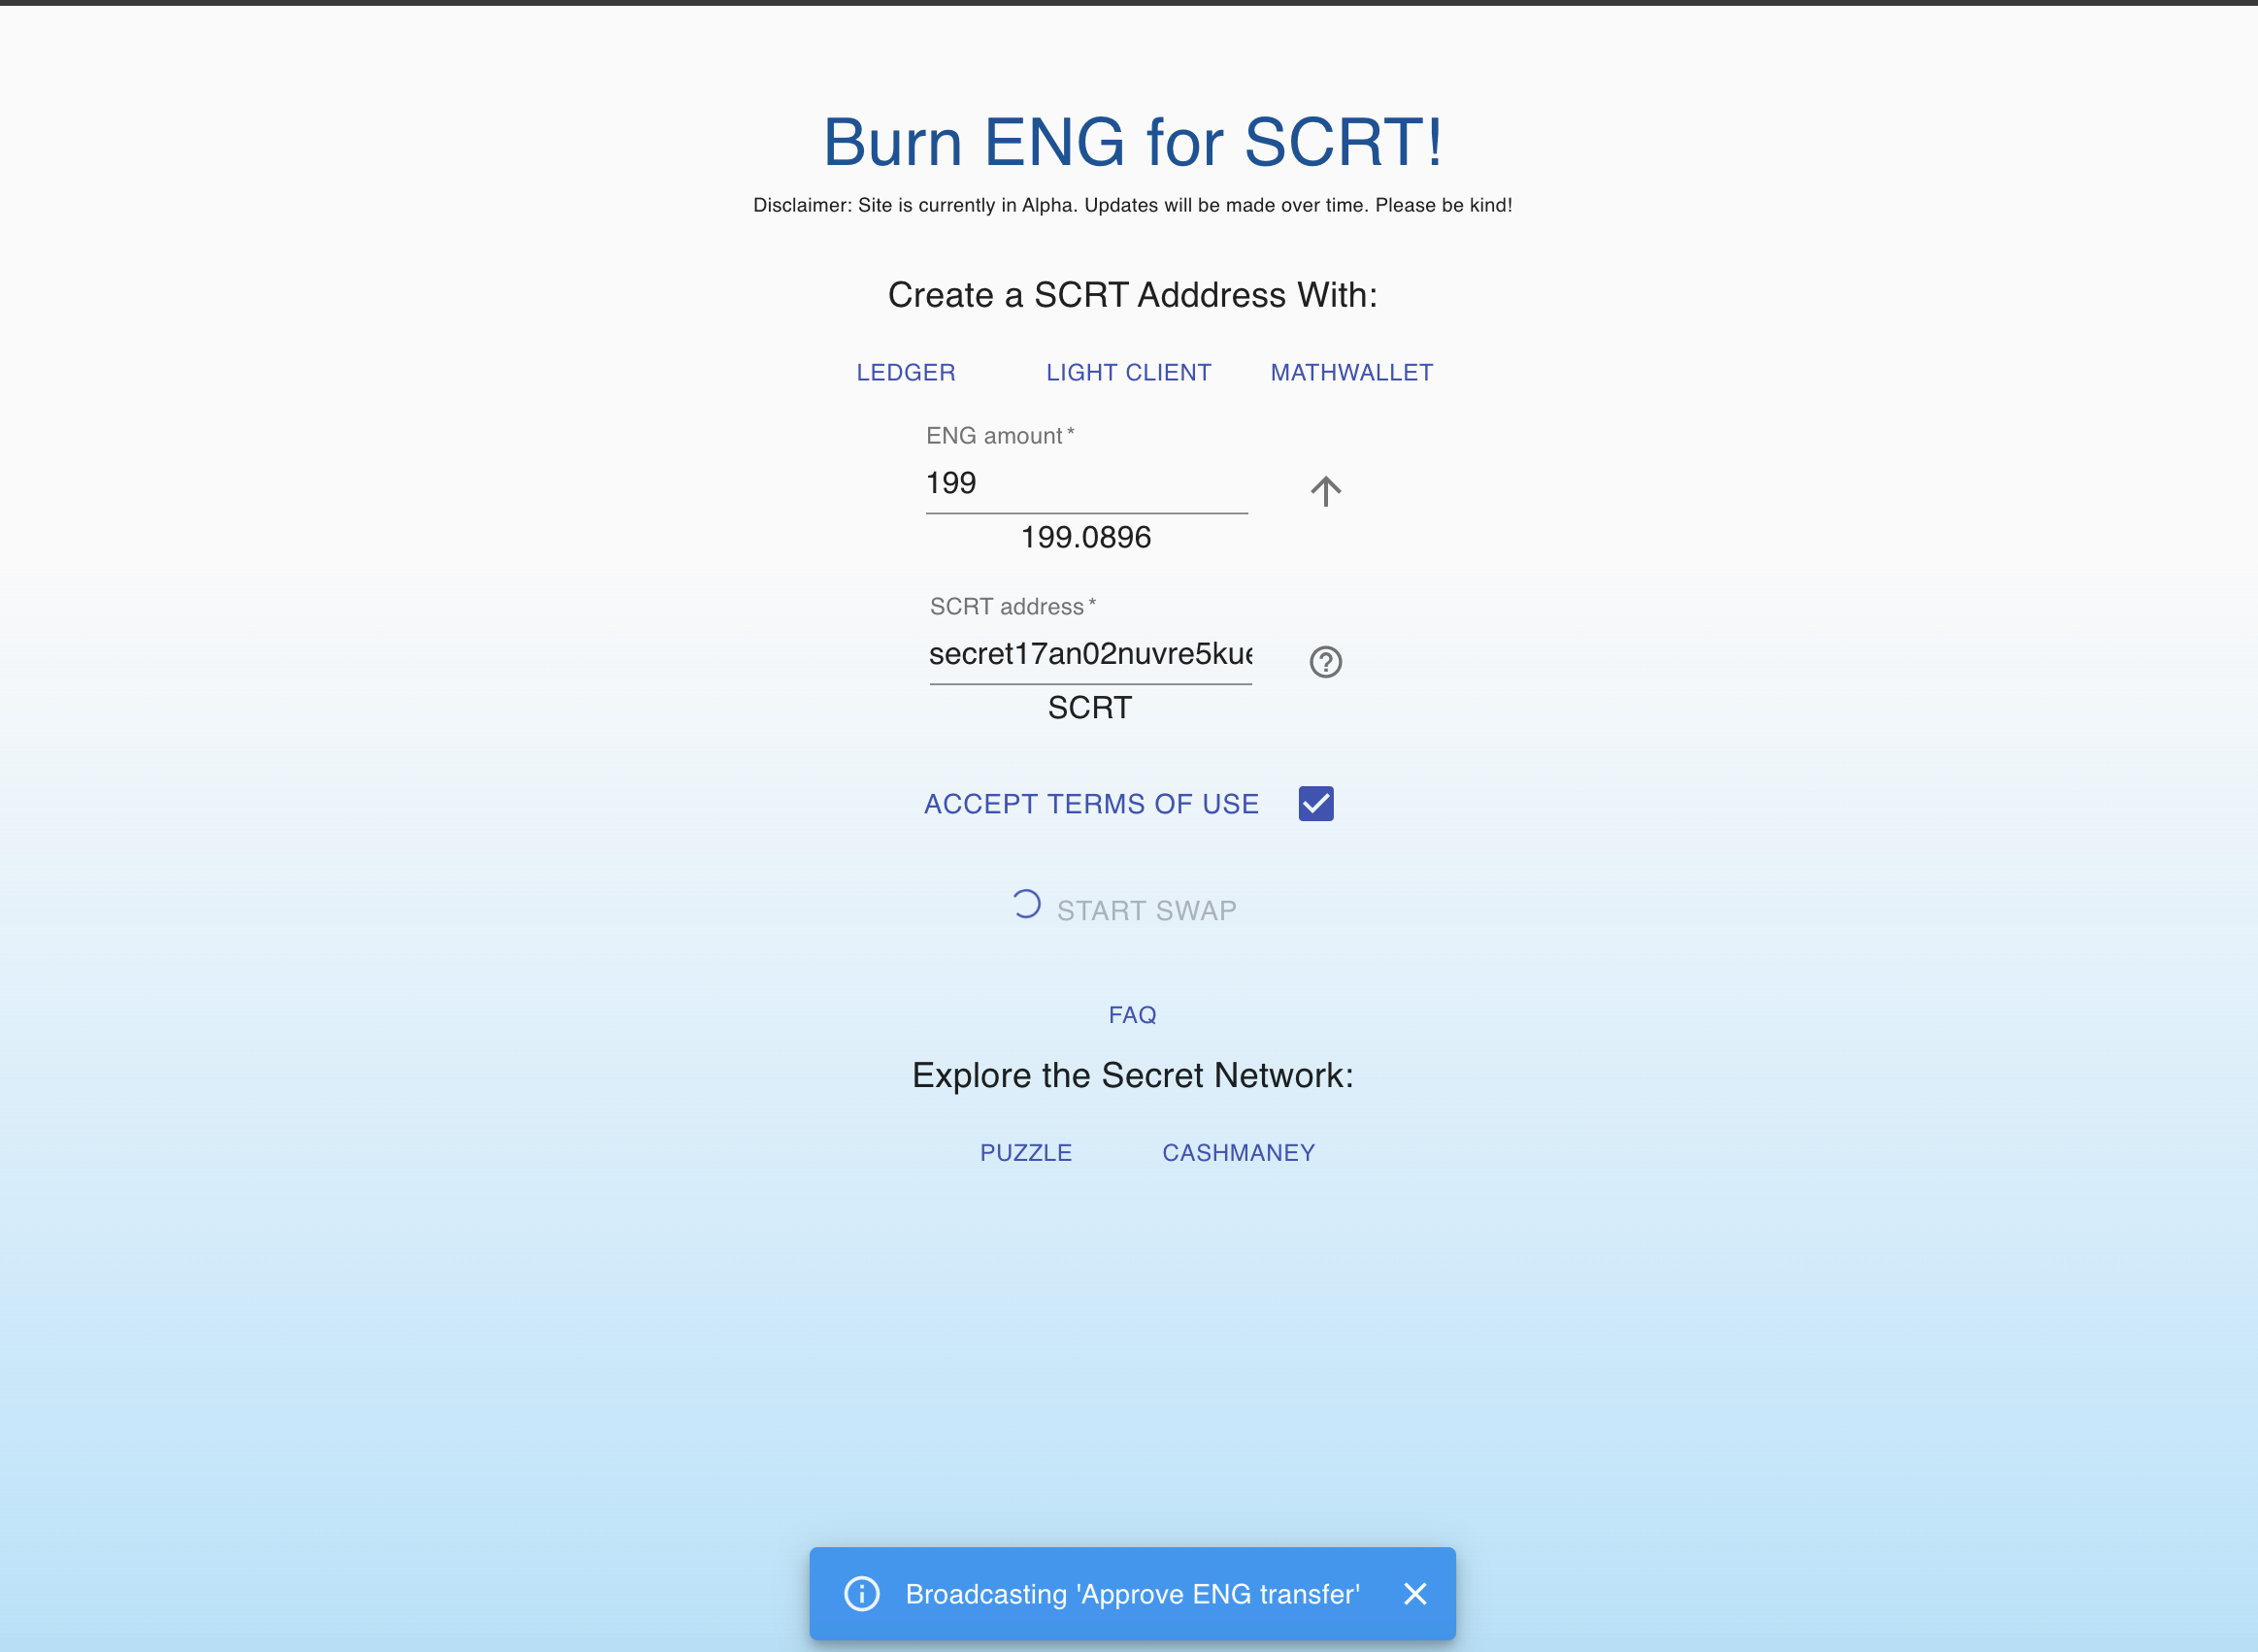 Burn ENG for SCRT!
Disclaimer: Site is currently in Alpha. Updates will be made over time. Please be kind!
Create a SCRT Adddress With:
LEDGER LIGHT CLIENT MATHWALLET
ENG amount *
199
199.0896
SCRT address *
secret17an02nuvre5kue
SCRT
ACCEPT TERMS OF USE
START SWAP
FAQ
Explore the Secret Network:
PUZZLE CASHMANEY
Broadcasting 'Approve ENG transfer'